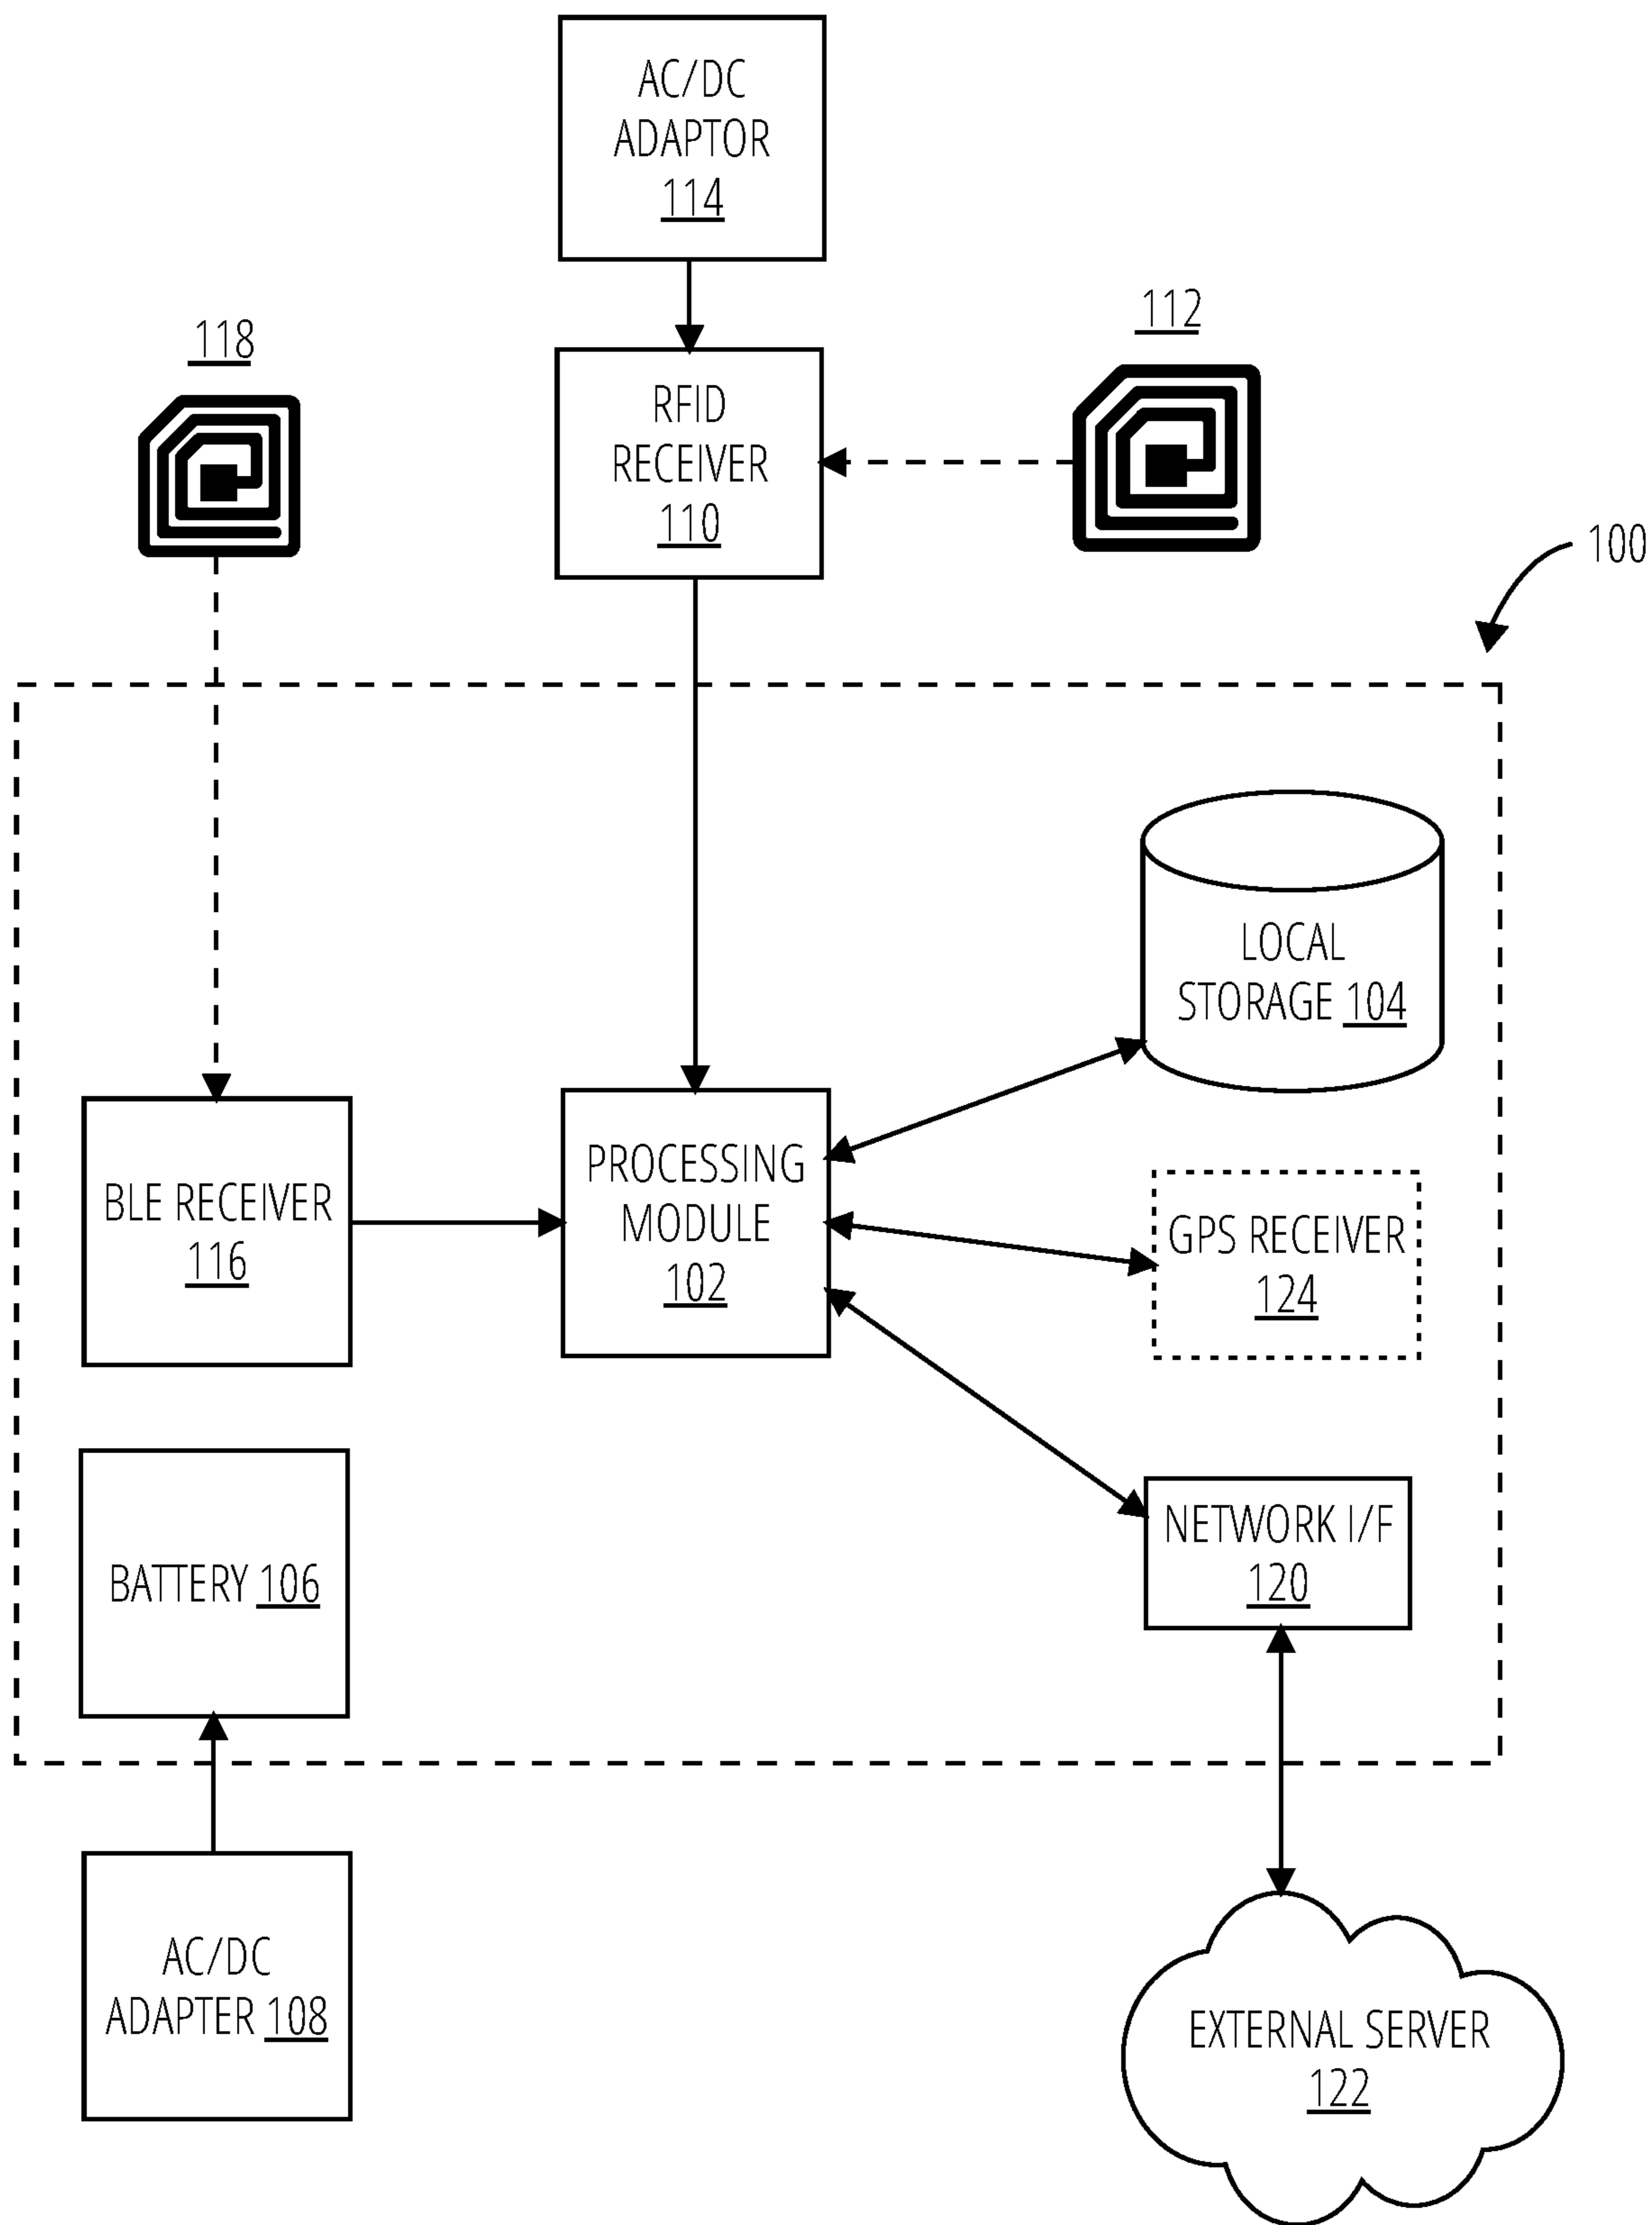 AC/DC
ADAPTOR
114
118
112
RFID
RECEIVER
110
100
LOCAL
STORAGE 104
PROCESSING
MODULE
102
BLE RECEIVER
116
GPS RECEIVER
124
NETWORK I/F
120
BATTERY 106
AC/DC
ADAPTER 108
EXTERNAL SERVER
122